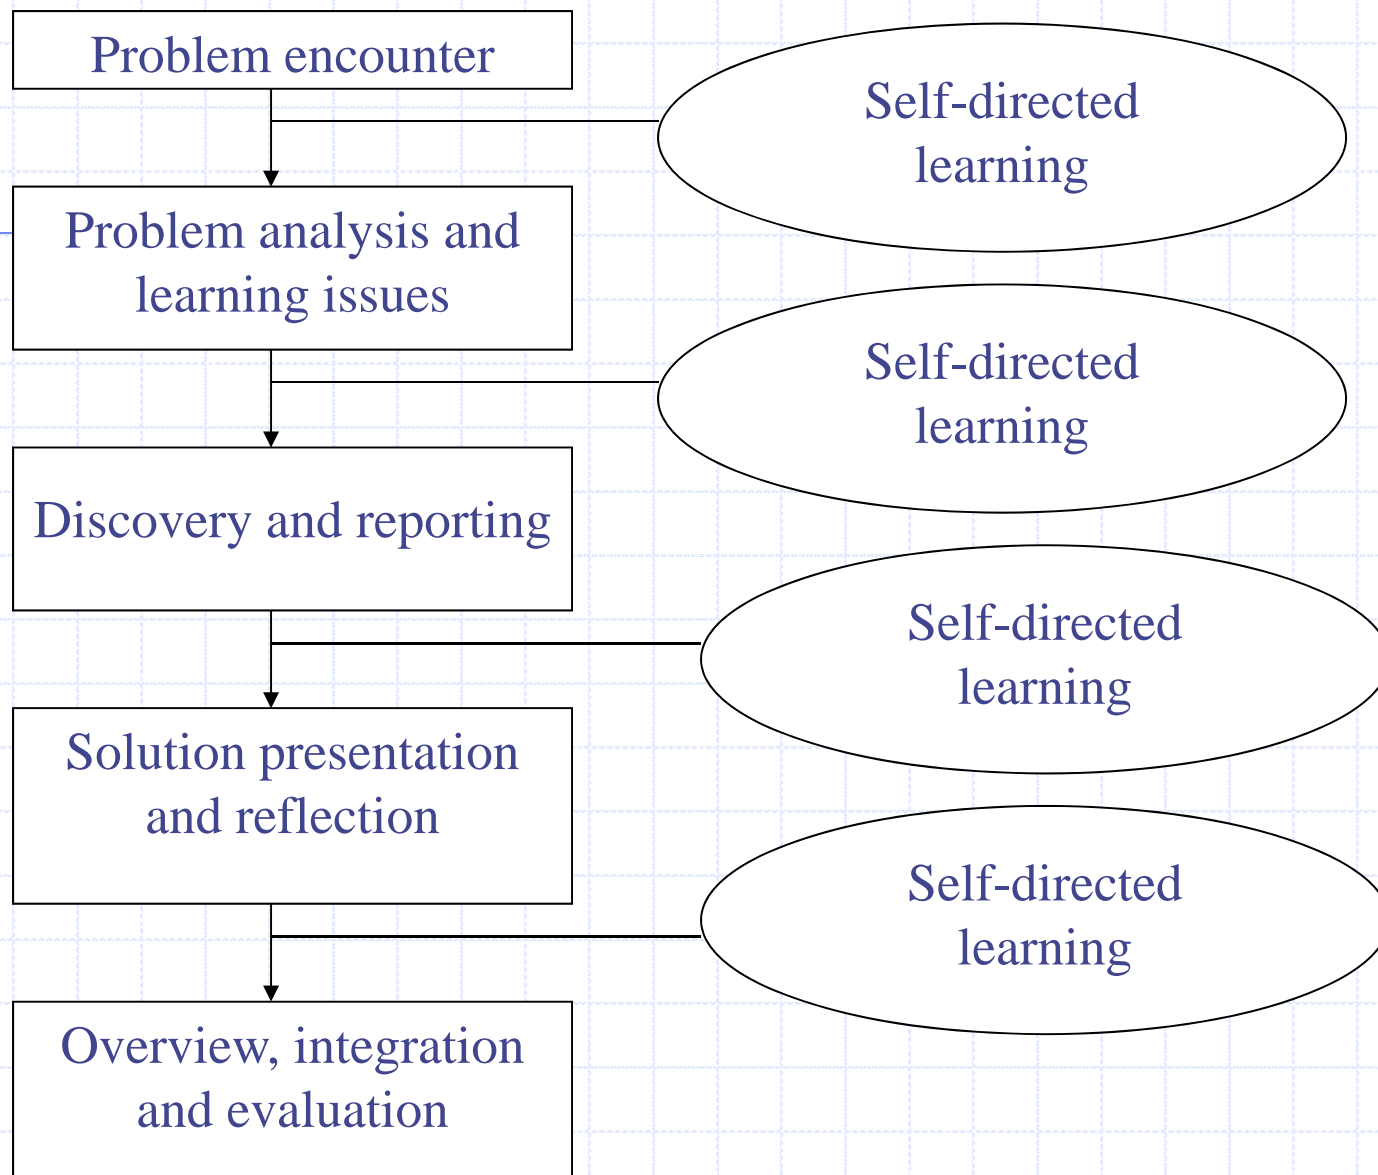 Problem encounter
Self-directed
learning
Problem analysis and
learning issues
Self-directed
learning
Discovery and reporting
Self-directed
learning
Solution presentation
and reflection
Self-directed
learning
Overview, integration
and evaluation